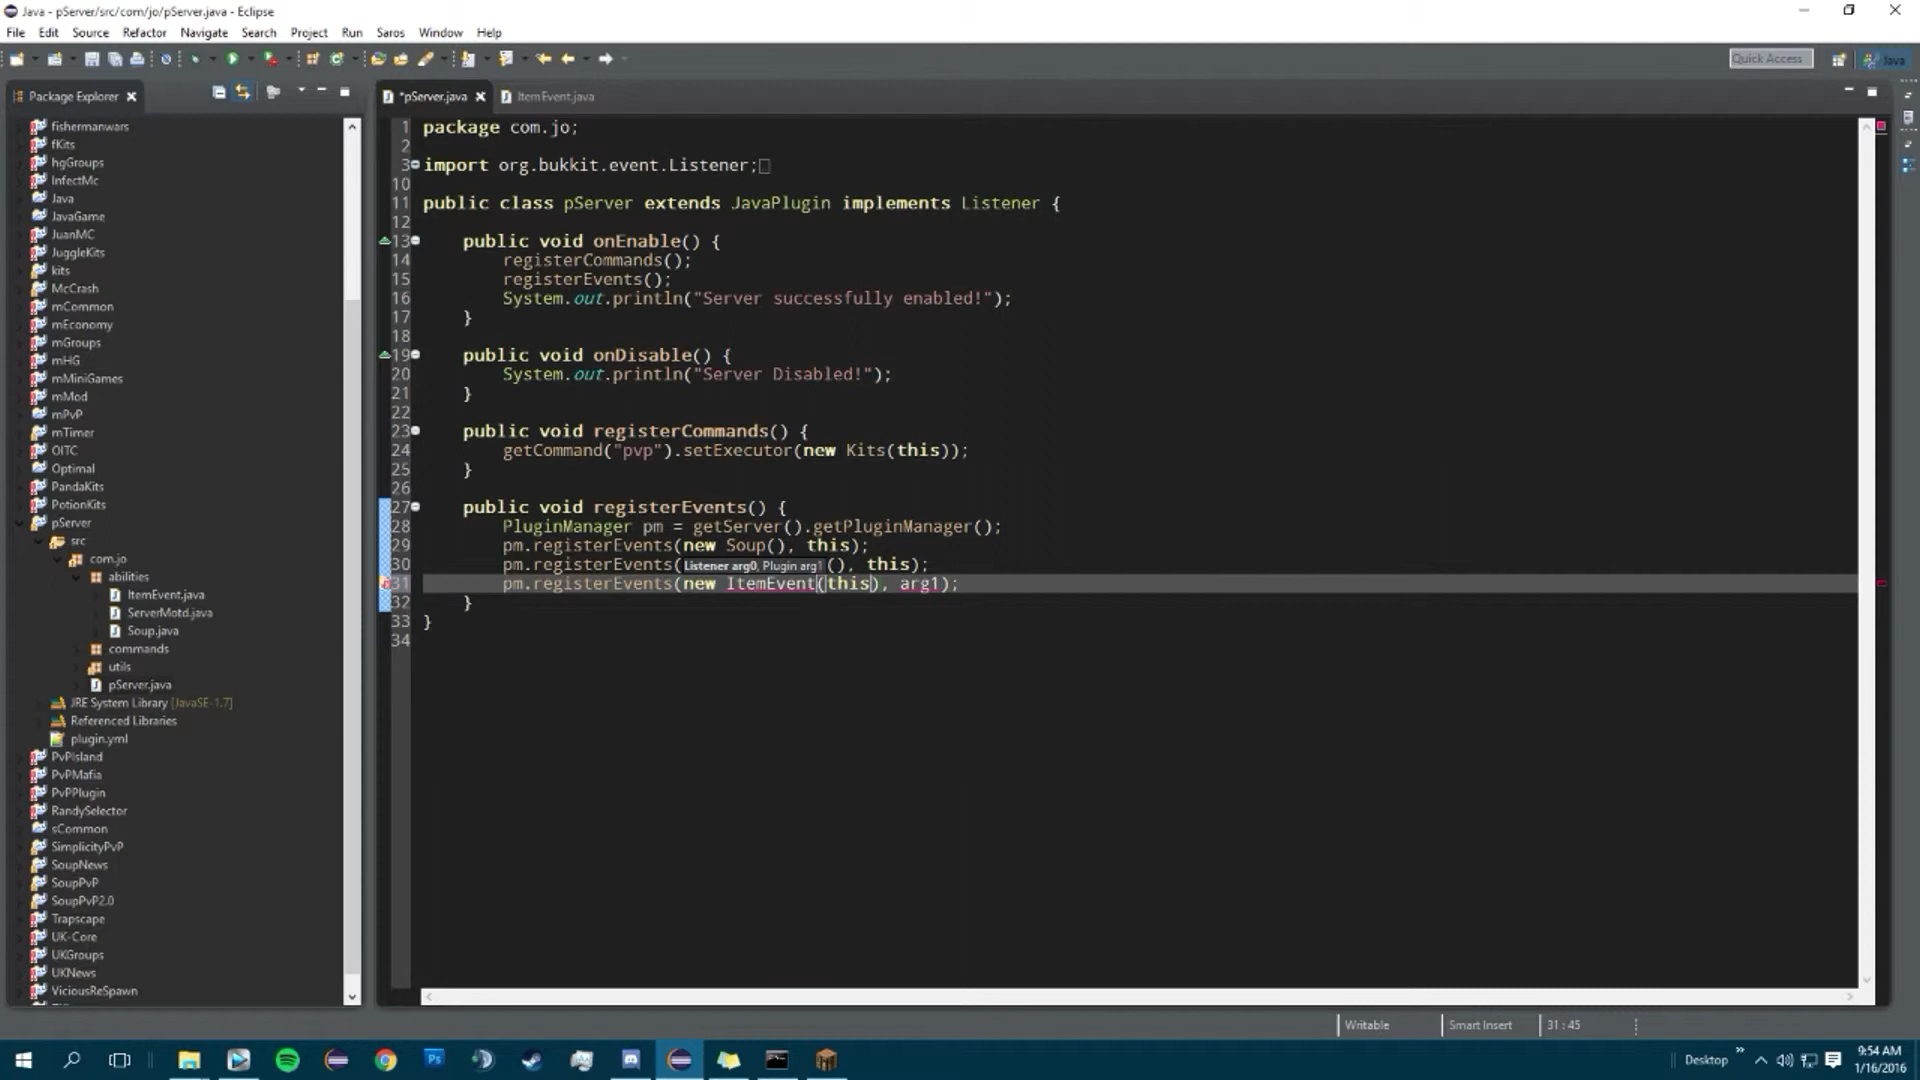 Java - pServer/src/com/jo/pServer.java - Eclipse
File Edit Source Refactor Navigate Search Project Run Saros Window Help
Quick Access
Java
Package Explorer
*pServer.java
ItemEvent.java
fishermanwars
fKits
hgGroups
InfectMc
Java
JavaGame
JuanMC
JuggleKits
kits
McCrash
mCommon
mEconomy
mGroups
mHG
mMiniGames
mMod
mPvP
mTimer
OITC
Optimal
PandaKits
PotionKits
pServer
src
com.jo
abilities
ItemEvent.java
ServerMotd.java
Soup.java
commands
utils
pServer.java
JRE System Library [JavaSE-1.7]
Referenced Libraries
plugin.yml
PvPIsland
PvPMafia
PvPPlugin
RandySelector
sCommon
SimplicityPvP
SoupNews
SoupPvP
SoupPvP2.0
Trapscape
UK-Core
UKGroups
UKNews
ViciousReSpawn
1 package com.jo;
2
3 import org.bukkit.event.Listener;
10
11 public class pServer extends JavaPlugin implements Listener {
12
13 public void onEnable() {
14 registerCommands();
15 registerEvents();
16 System.out.println("Server successfully enabled!");
17 }
18
19 public void onDisable() {
20 System.out.println("Server Disabled!");
21 }
22
23 public void registerCommands() {
24 getCommand("pvp").setExecutor(new Kits(this));
25 }
26
27 public void registerEvents() {
28 PluginManager pm = getServer().getPluginManager();
29 pm.registerEvents(new Soup(), this);
30 pm.registerEvents( Listener arg0, Plugin arg1 (), this);
31 pm.registerEvents(new ItemEvent(this), arg1);
32 }
33 }
34
Writable Smart Insert 31 : 45
Desktop
9:54 AM
1/16/2016